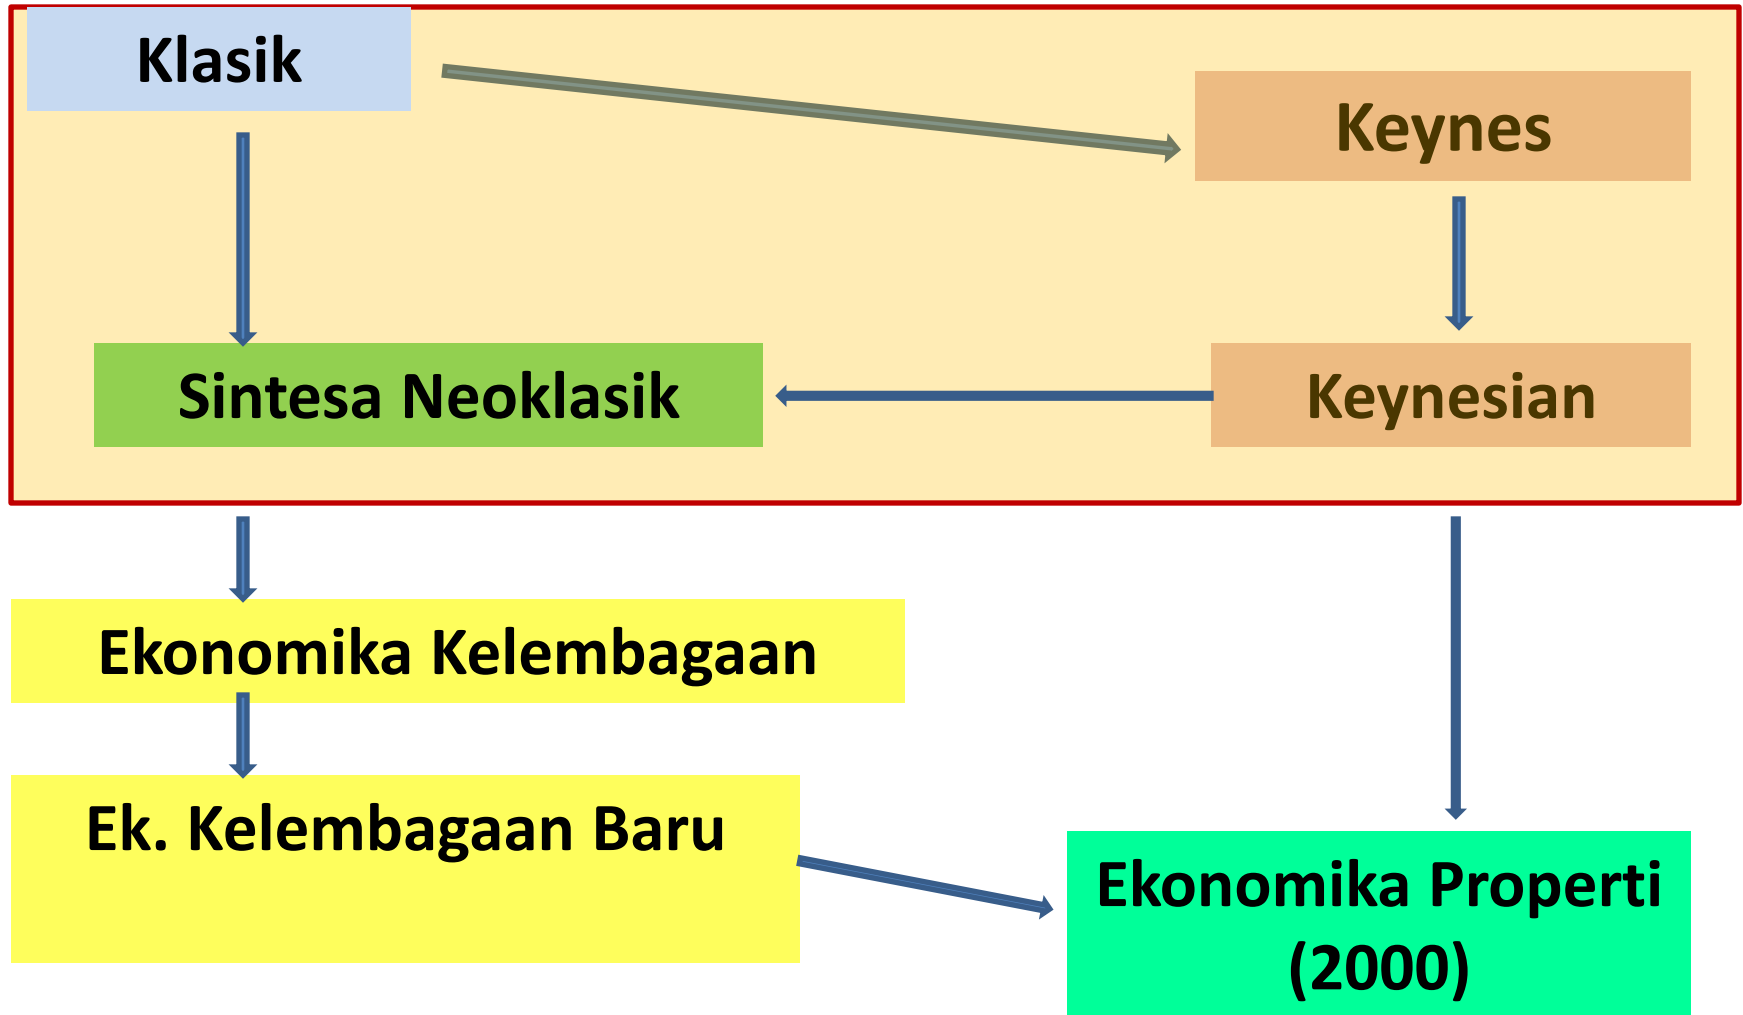 Klasik
Keynes
Sintesa Neoklasik
Keynesian
Ekonomika Kelembagaan
Ek. Kelembagaan Baru
Ekonomika Properti
(2000)